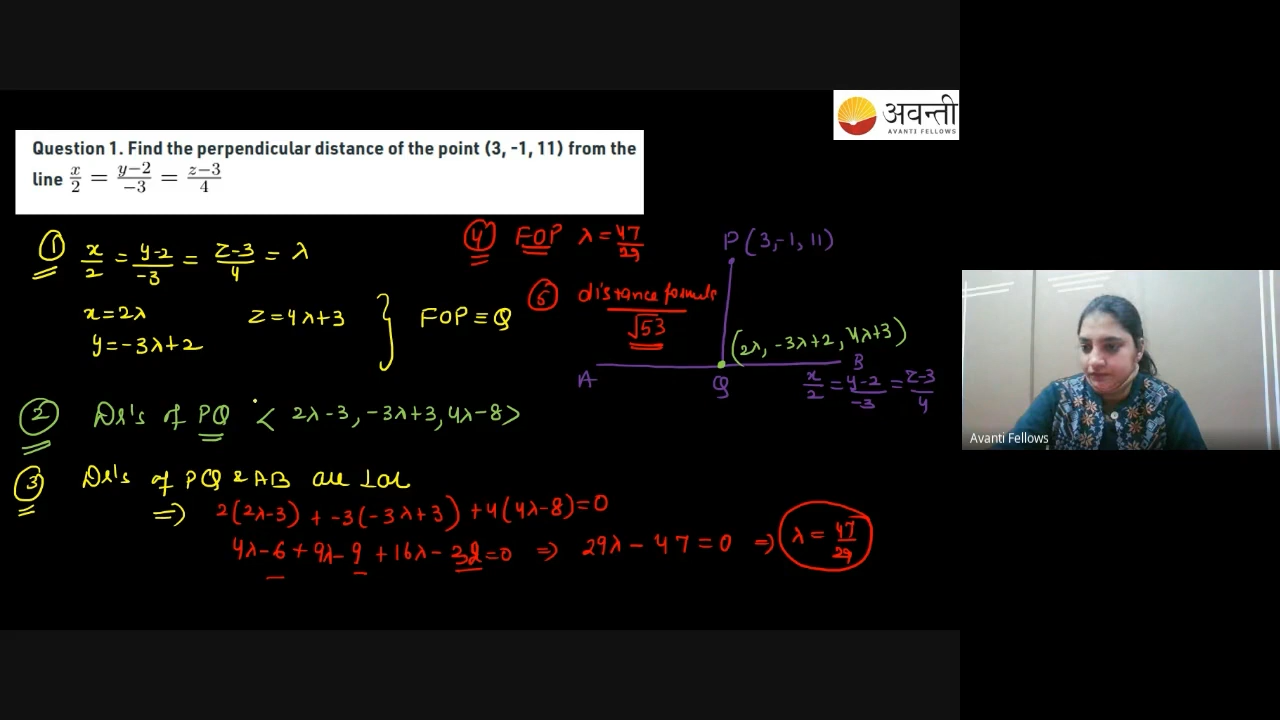 अवन्ती
AVANTI FELLOWS
Question 1. Find the perpendicular distance of the point (3, -1, 11) from the
line x/2 = y−2/−3 = z−3/4
① x/2 = y-2/-3 = z-3/4 = λ
x=2λ z=4λ+3
y=-3λ+2
FOP ≡ Q
② Dr's of PQ < 2λ-3, -3λ+3, 4λ-8>
③ Dr's of PQ & AB are ⊥ar
=> 2(2λ-3) + -3(-3λ+3) +4(4λ-8)=0
4λ-6+9λ-9+16λ-32=0 => 29λ-47=0 => λ=47/29
④ FOP λ=47/29
⑤ distance formula
√53
P(3,-1,11)
(2λ, -3λ+2, 4λ+3)
A Q B
x/2=y-2/-3=z-3/4
Avanti Fellows